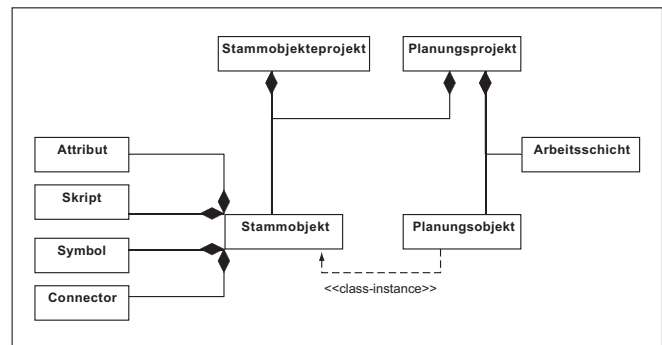 Stammobjekteprojekt
Planungsprojekt
Attribut
Arbeitsschicht
Skript
Stammobjekt
Planungsobjekt
Symbol
Connector
<<class-instance>>